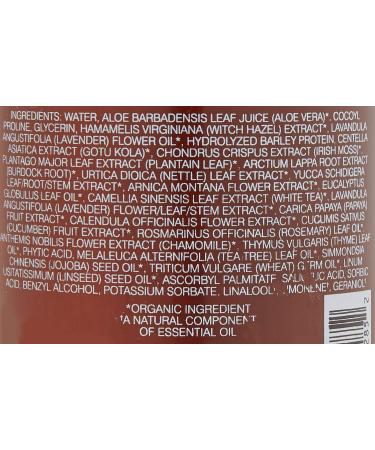 INGREDIENTS: WATER, ALOE BARBADENSIS LEAF JUICE (ALOE VERA)*, COCOYL
PROLINE, GLYCERIN, HAMAMELIS VIRGINIANA (WITCH HAZEL) EXTRACT*, LAVANDULA
ANGUSTIFOLIA (LAVENDER) FLOWER OIL*, HYDROLYZED BARLEY PROTEIN, CENTELLA
ASIATICA EXTRACT (GOTU KOLA)*, CHONDRUS CRISPUS EXTRACT (IRISH MOSS)*
PLANTAGO MAJOR LEAF EXTRACT (PLANTAIN LEAF)*, ARCTIUM LAPPA ROOT EXTRACT
(BURDOCK ROOT)*, URTICA DIOICA (NETTLE) LEAF EXTRACT*, YUCCA SCHIDIGERA
LEAF/ROOT/STEM EXTRACT*, ARNICA MONTANA FLOWER EXTRACT*, EUCALYPTUS
GLOBULUS LEAF OIL*, CAMELLIA SINENSIS LEAF EXTRACT (WHITE TEA)*, LAVANDULA
ANGUSTIFOLIA (LAVENDER) FLOWER/LEAF/STEM EXTRACT*, CARICA PAPAYA (PAPAYA)
FRUIT EXTRACT*, CALENDULA OFFICINALIS FLOWER EXTRACT*, CUCUMIS SATIVUS
(CUCUMBER) FRUIT EXTRACT*, ROSMARINUS OFFICINALIS (ROSEMARY) LEAF OIL*,
ANTHEMIS NOBILIS FLOWER EXTRACT (CHAMOMILE)*, THYMUS VULGARIS (THYME) LEAF
OIL*, PHYTIC ACID, MELALEUCA ALTERNIFOLIA (TEA TREE) LEAF OIL*, SIMMONDSIA
CHINENSIS (JOJOBA) SEED OIL*, TRITICUM VULGARE (WHEAT) GERM OIL*, LINUM
USITATISSIMUM (LINSEED) SEED OIL*, ASCORBYL PALMITATE, SALICYLIC ACID, SORBIC
ACID, BENZYL ALCOHOL, POTASSIUM SORBATE, LINALOOL†, LIMONENE†, GERANIOL†
*ORGANIC INGREDIENT
†A NATURAL COMPONENT
OF ESSENTIAL OIL
285 2